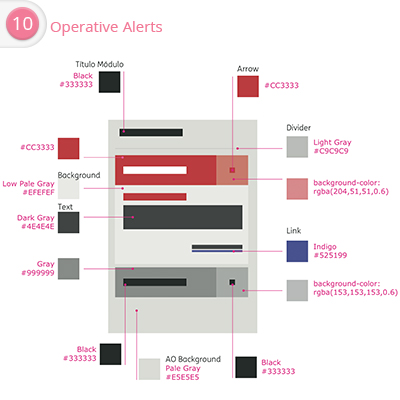 10 Operative Alerts
Título Módulo
Black
#333333
Arrow
#CC3333
#CC3333
Divider
Light Gray
#C9C9C9
Background
Low Pale Gray
#EFEFEF
background-color:
rgba(204,51,51,0.6)
Text
Dark Gray
#4E4E4E
Link
Indigo
#525199
Gray
#999999
background-color:
rgba(153,153,153,0.6)
Black
#333333
AO Background
Pale Gray
#E5E5E5
Black
#333333